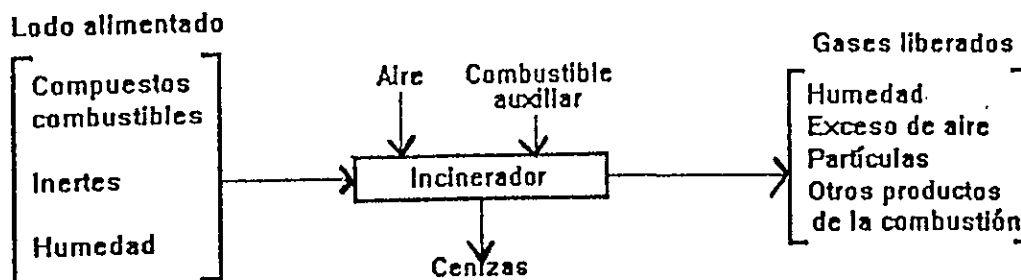 Lodo alimentado
Compuestos
combustibles
Inertes
Humedad
Aire
Combustible
auxiliar
Incinerador
Cenizas
Gases liberados
Humedad
Exceso de aire
Partículas
Otros productos
de la combustión